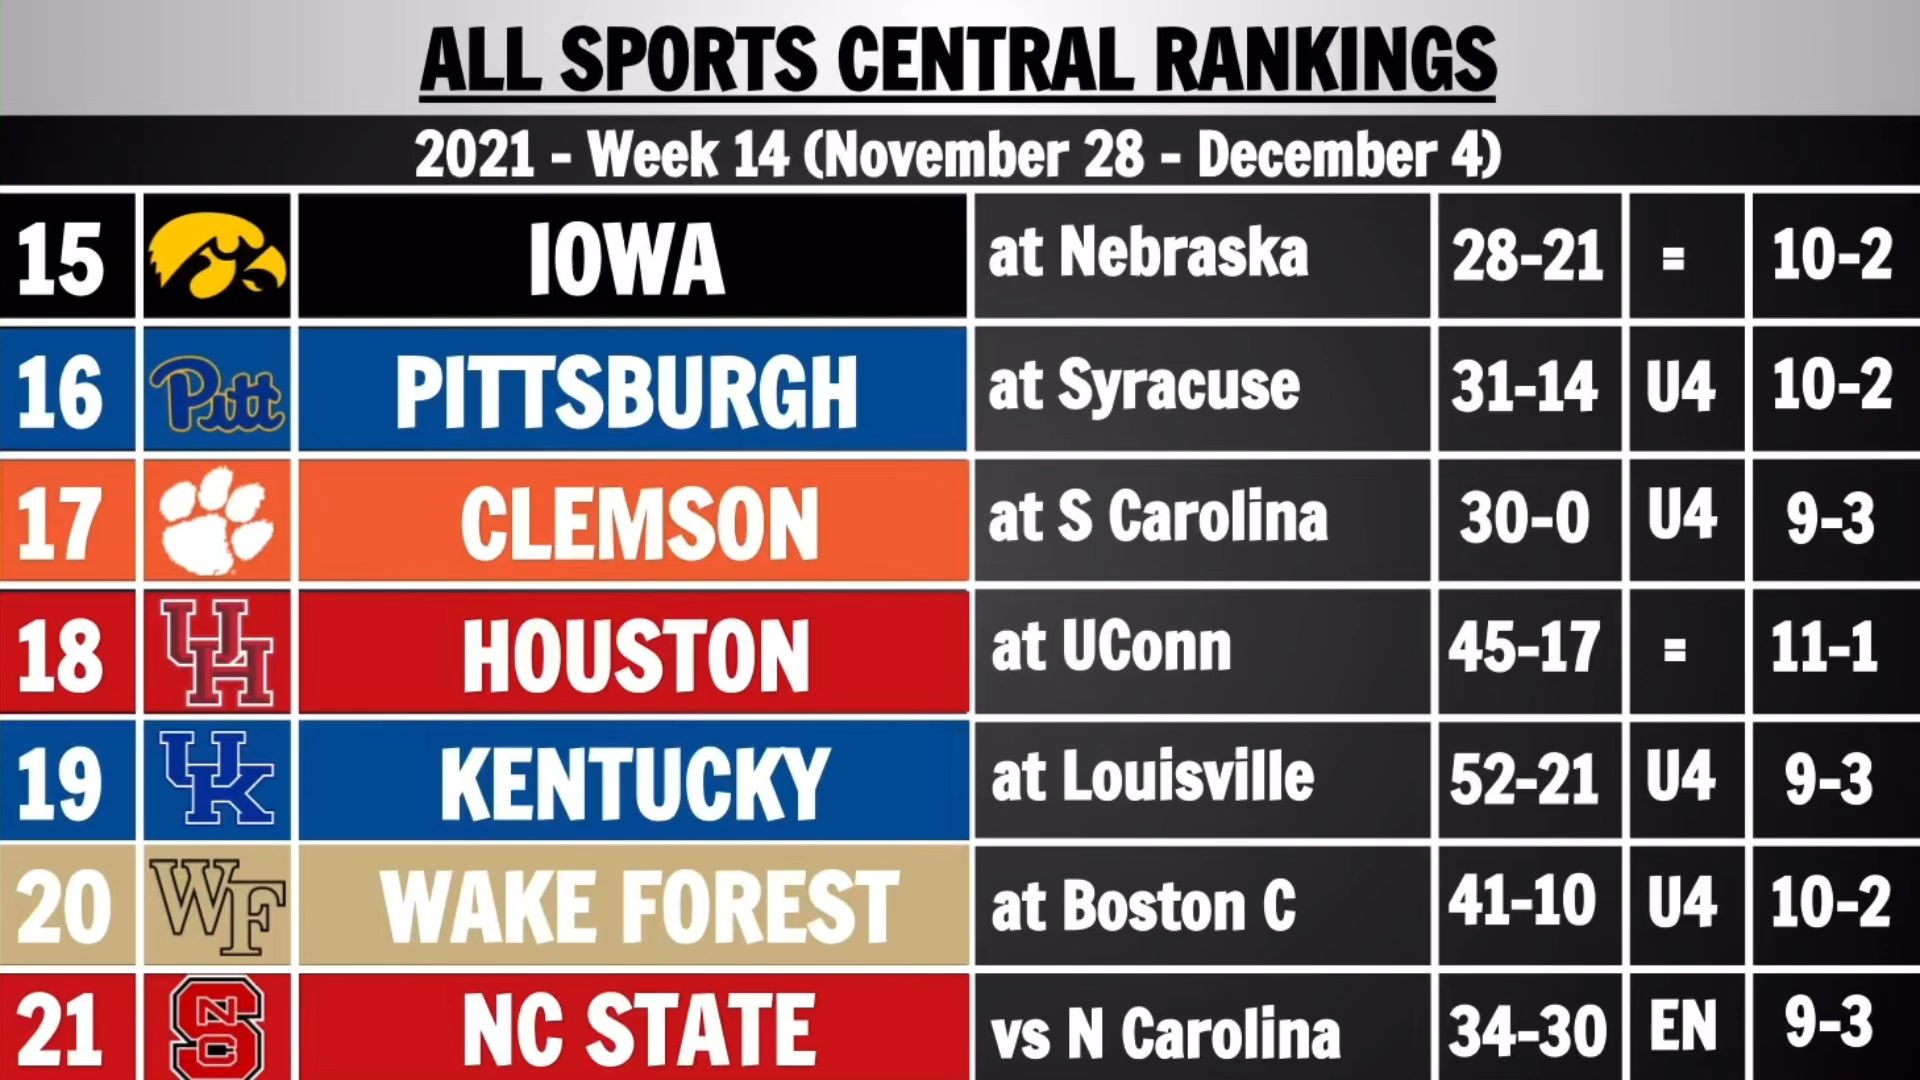 ALL SPORTS CENTRAL RANKINGS
2021 - Week 14 (November 28 - December 4)
15 IOWA at Nebraska 28-21 = 10-2
16 Pitt PITTSBURGH at Syracuse 31-14 U4 10-2
17 CLEMSON at S Carolina 30-0 U4 9-3
18 UH HOUSTON at UConn 45-17 = 11-1
19 UK KENTUCKY at Louisville 52-21 U4 9-3
20 WF WAKE FOREST at Boston C 41-10 U4 10-2
21 NCS NC STATE vs N Carolina 34-30 EN 9-3